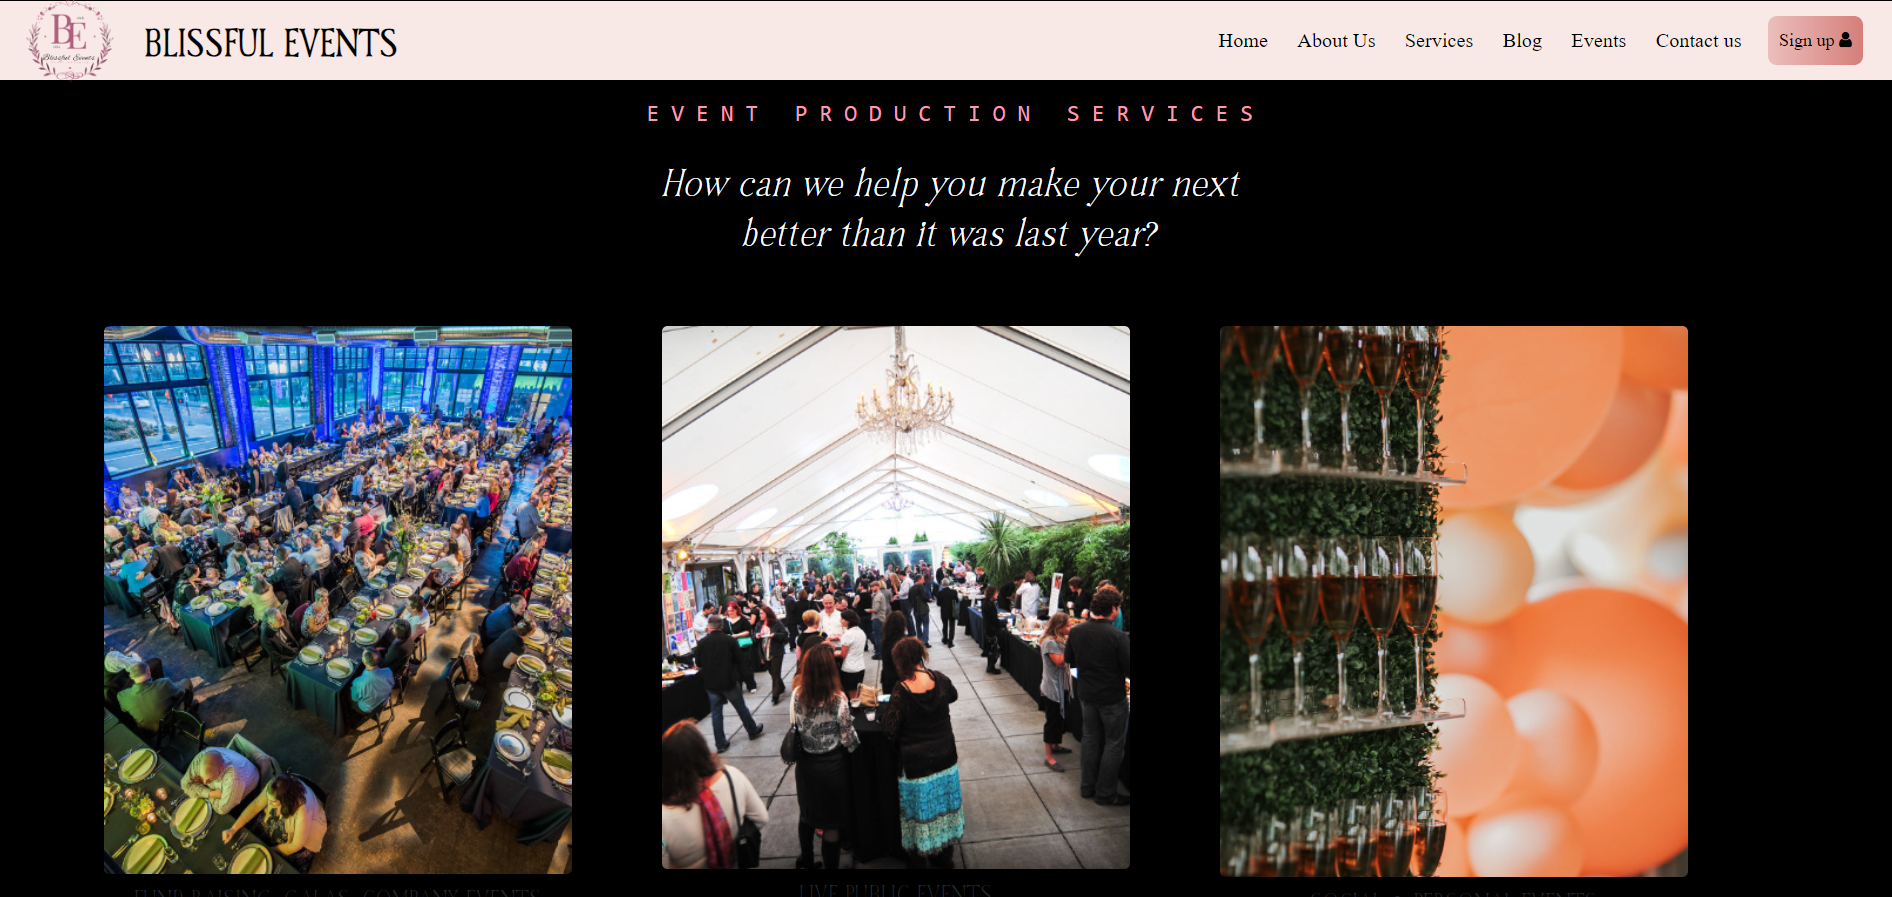 BE
Blissful Events
BLISSFUL EVENTS
Home About Us Services Blog Events Contact us Sign up
EVENT PRODUCTION SERVICES
How can we help you make your next
better than it was last year?
FUND RAISING, GALAS, COMPANY EVENTS
LIVE PUBLIC EVENTS
PERSONAL EVENTS